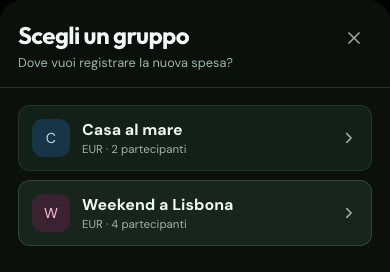 Scegli un gruppo
Dove vuoi registrare la nuova spesa?
C
Casa al mare
EUR · 2 partecipanti
W
Weekend a Lisbona
EUR · 4 partecipanti